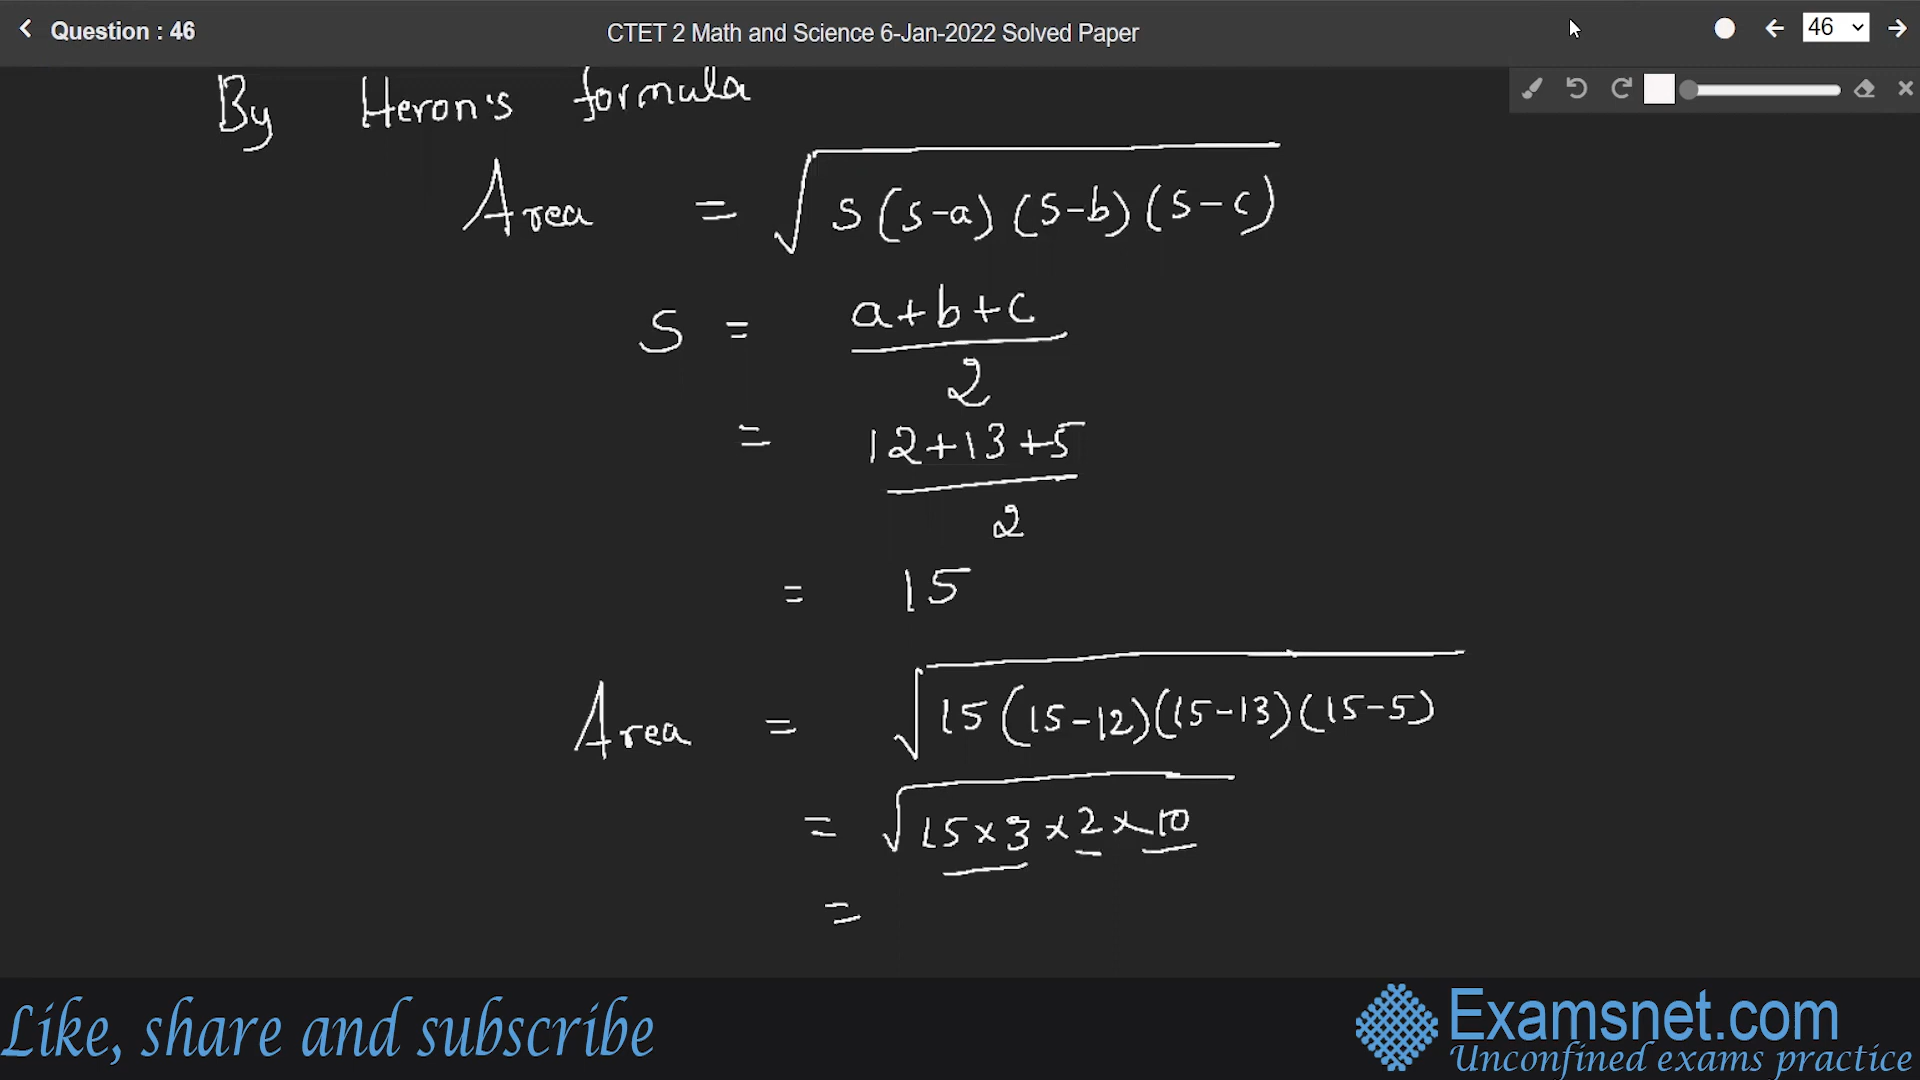 Question : 46
CTET 2 Math and Science 6-Jan-2022 Solved Paper
46
By Heron's formula
Area = √s(s-a)(s-b)(s-c)
S = a+b+c
2
= 12+13+5
2
= 15
Area = √15(15-12)(15-13)(15-5)
= √15×3×2×10
=
Like, share and subscribe
Examsnet.com
Unconfined exams practice